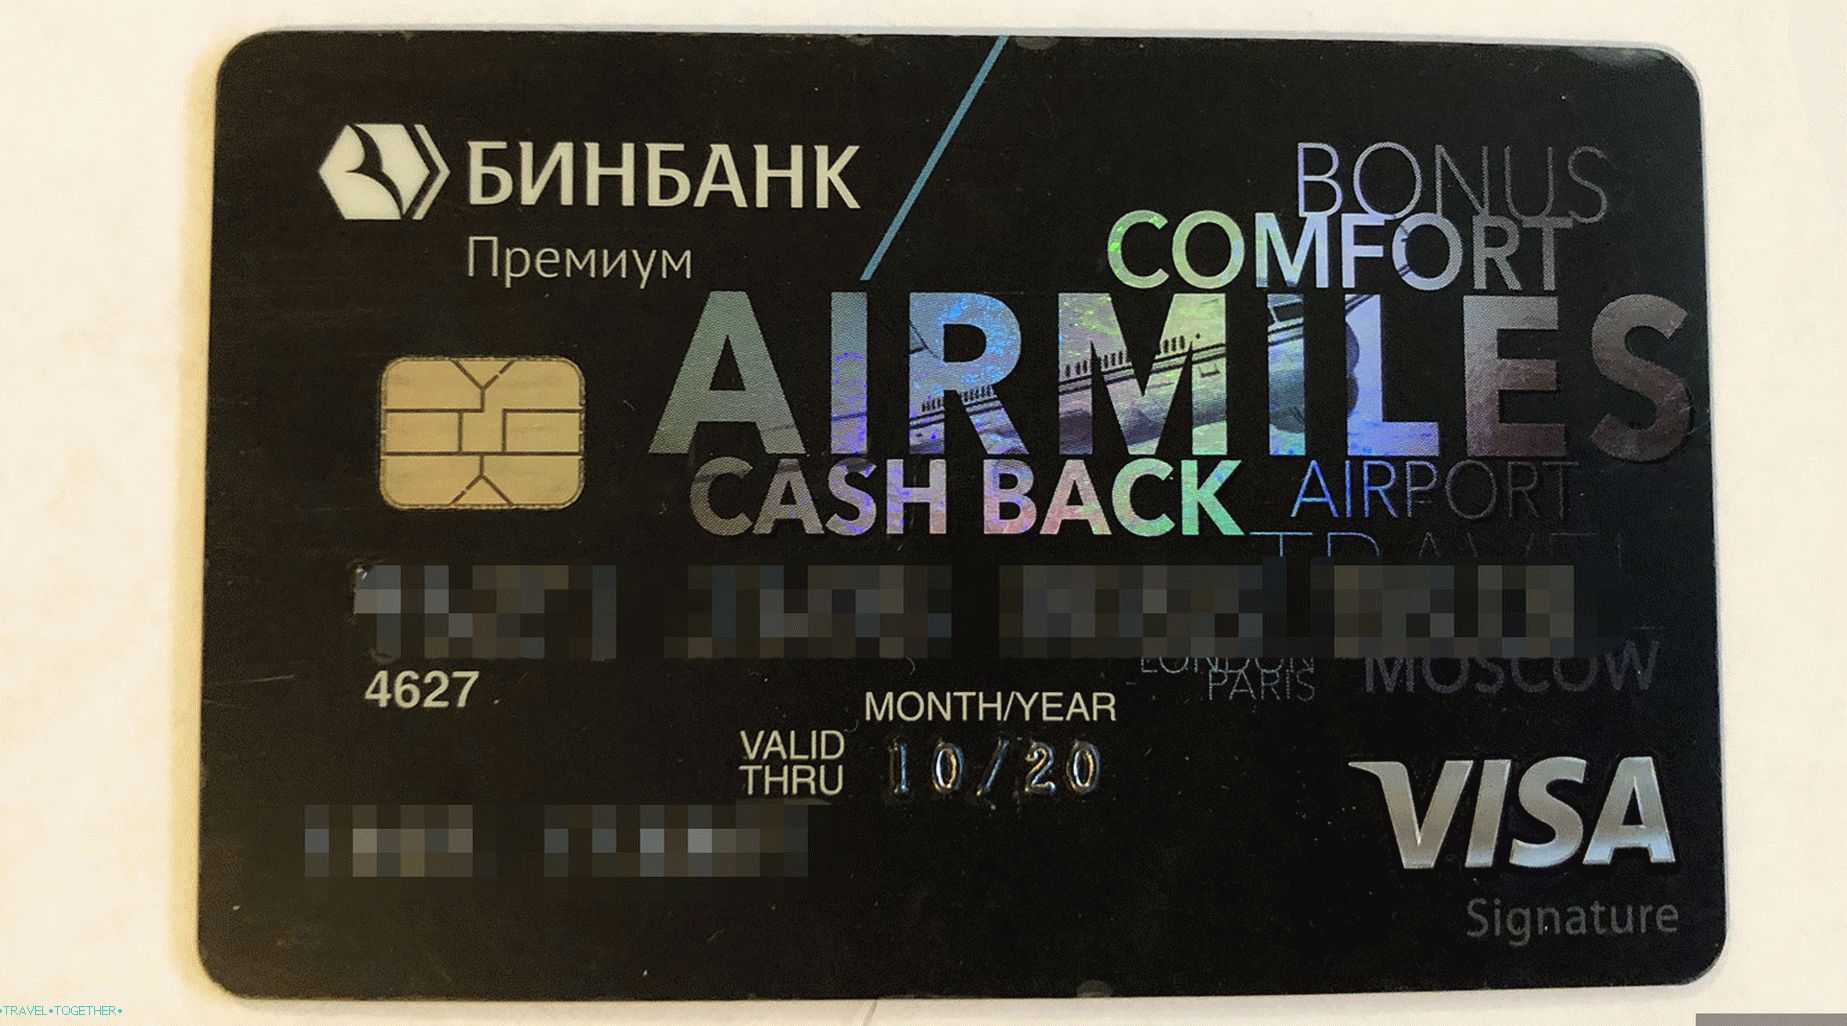 БИНБАНК
Премиум
BONUS
COMFORT
AIRMILES
CASH BACK AIRPORT
TRAVEL
LONDON
PARIS
MOSCOW
4627
MONTH/YEAR
VALID
THRU
10/20
VISA
Signature
•TRAVEL•TOGETHER•